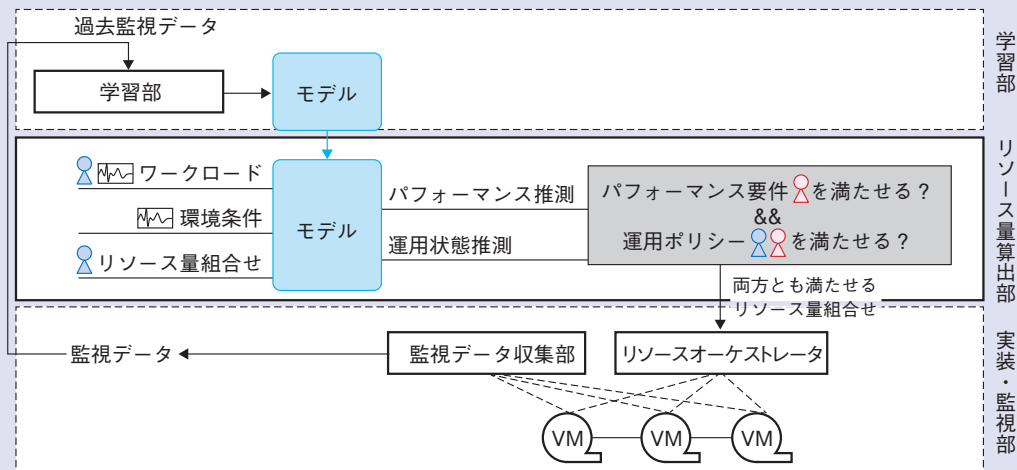 過去監視データ
学習部
モデル
学習部
ワークロード
環境条件
リソース量組合せ
モデル
パフォーマンス推測
運用状態推測
パフォーマンス要件を満たせる?
&&
運用ポリシーを満たせる?
リソース量算出部
両方とも満たせる
リソース量組合せ
監視データ
監視データ収集部
リソースオーケストレータ
VM
VM
VM
実装・監視部